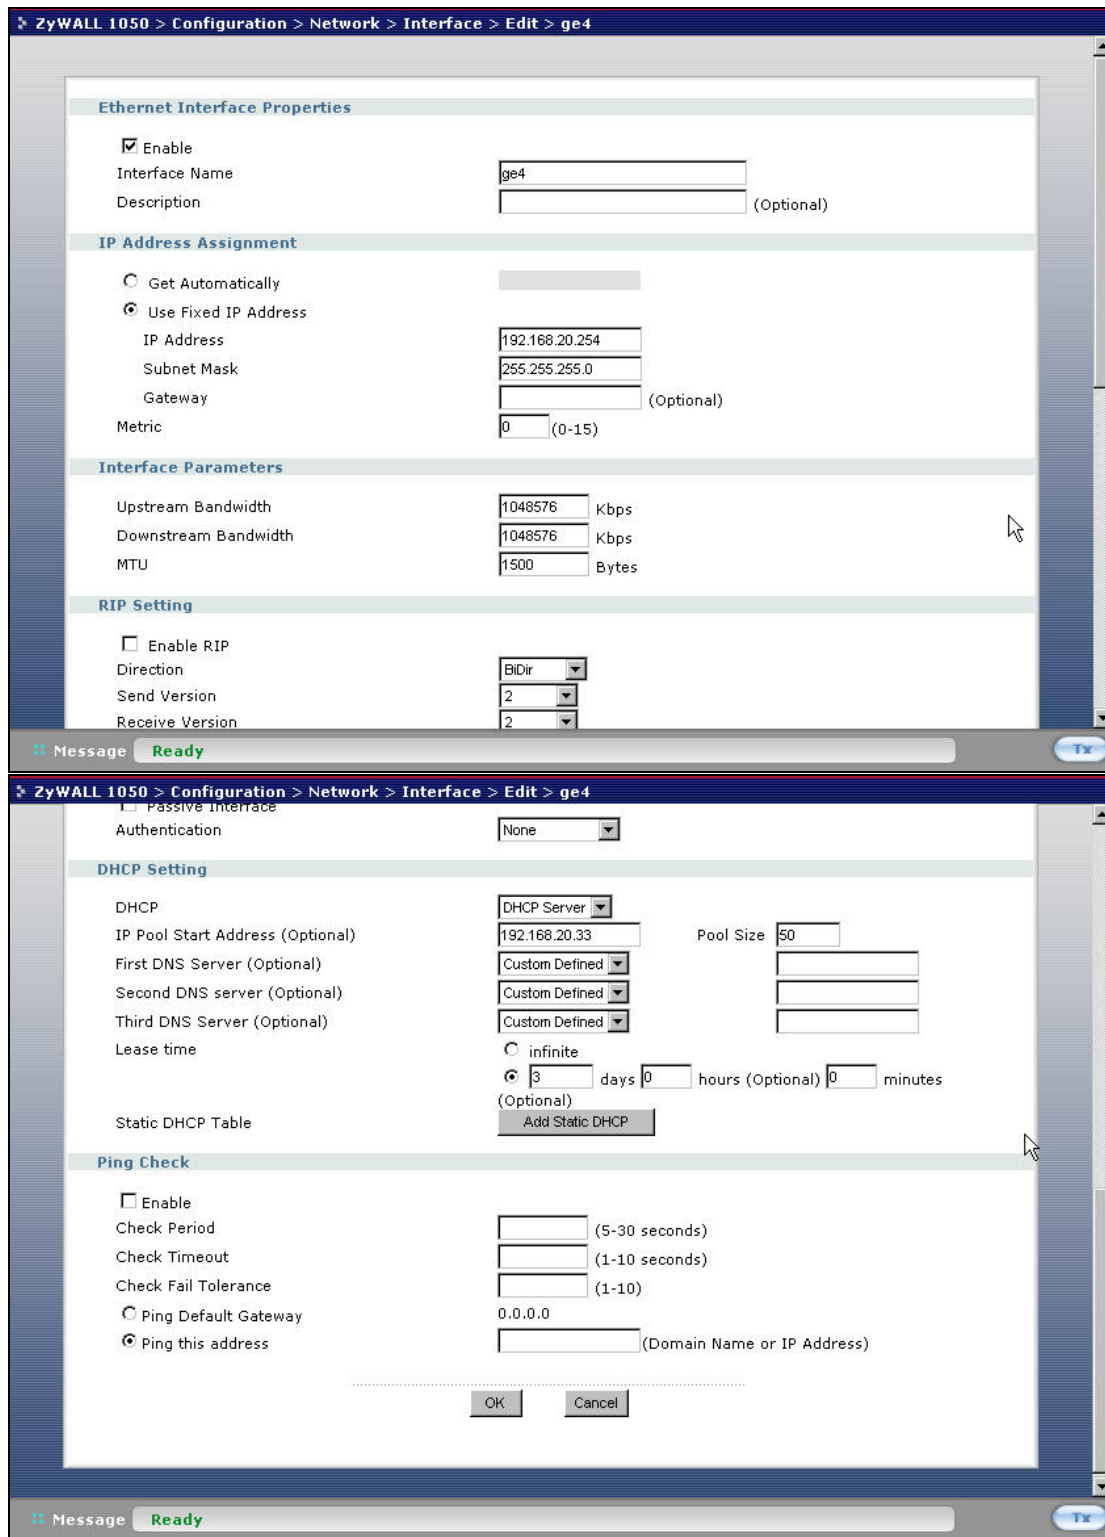 ZyWALL 1050 > Configuration > Network > Interface > Edit > ge4
Ethernet Interface Properties
Enable
Interface Name ge4
Description (Optional)
IP Address Assignment
Get Automatically
Use Fixed IP Address
IP Address 192.168.20.254
Subnet Mask 255.255.255.0
Gateway (Optional)
Metric 0 (0-15)
Interface Parameters
Upstream Bandwidth 1048576 Kbps
Downstream Bandwidth 1048576 Kbps
MTU 1500 Bytes
RIP Setting
Enable RIP
Direction BiDir
Send Version 2
Receive Version 2
Message Ready Tx
ZyWALL 1050 > Configuration > Network > Interface > Edit > ge4
Passive Interface
Authentication None
DHCP Setting
DHCP DHCP Server
IP Pool Start Address (Optional) 192.168.20.33 Pool Size 50
First DNS Server (Optional) Custom Defined
Second DNS server (Optional) Custom Defined
Third DNS Server (Optional) Custom Defined
Lease time infinite
3 days 0 hours (Optional) 0 minutes
(Optional)
Static DHCP Table Add Static DHCP
Ping Check
Enable
Check Period (5-30 seconds)
Check Timeout (1-10 seconds)
Check Fail Tolerance (1-10)
Ping Default Gateway 0.0.0.0
Ping this address (Domain Name or IP Address)
OK Cancel
Message Ready Tx